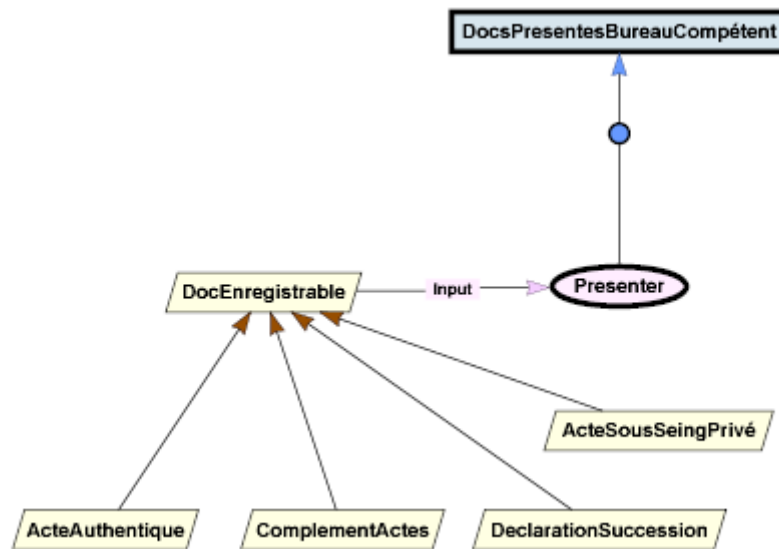 DocsPresentesBureauCompétent
DocEnregistrable
Input
Presenter
ActeSousSeingPrivé
ActeAuthentique
ComplementActes
DeclarationSuccession